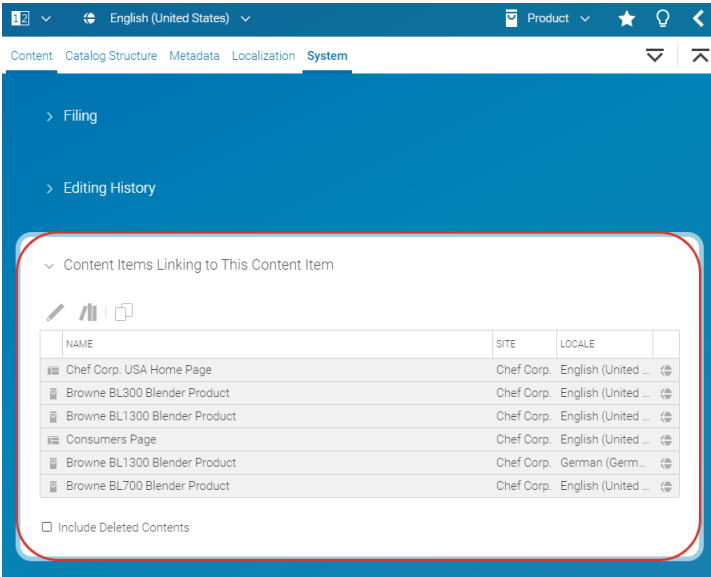 12 English (United States) Product
Content Catalog Structure Metadata Localization System
Filing
Editing History
Content Items Linking to This Content Item
NAME SITE LOCALE
Chef Corp. USA Home Page Chef Corp. English (United ...
Browne BL300 Blender Product Chef Corp. English (United ...
Browne BL1300 Blender Product Chef Corp. English (United ...
Consumers Page Chef Corp. English (United ...
Browne BL1300 Blender Product Chef Corp. German (Germ...
Browne BL700 Blender Product Chef Corp. English (United ...
Include Deleted Contents